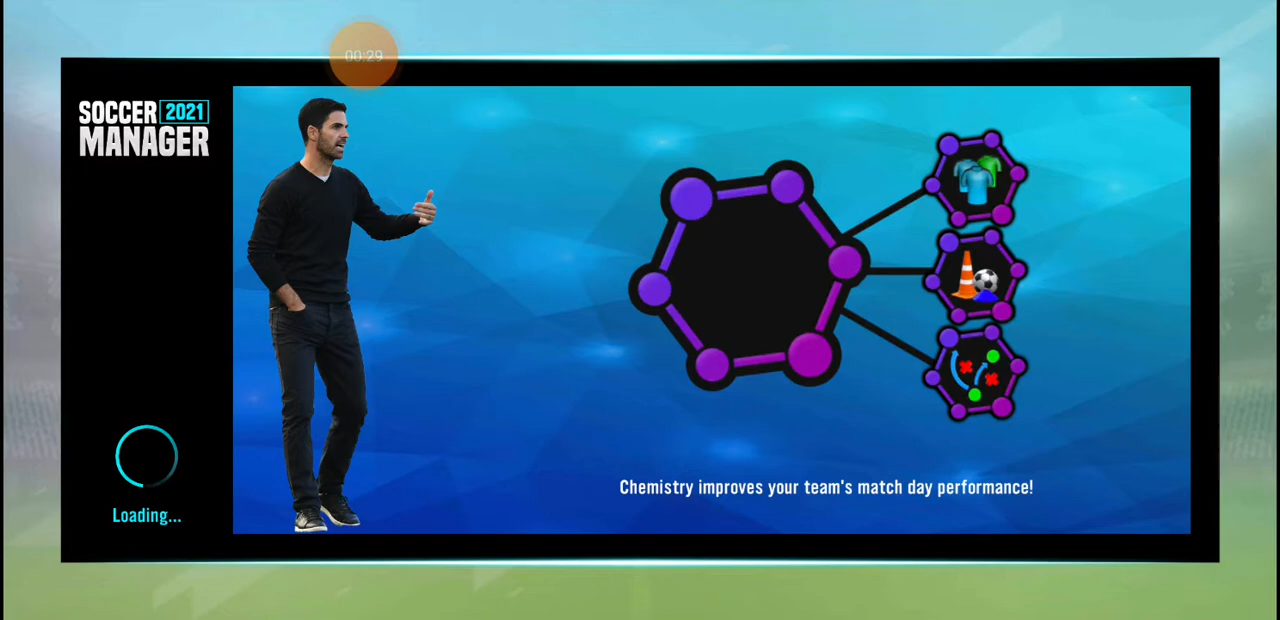 00:29
SOCCER 2021
MANAGER
Chemistry improves your team's match day performance!
Loading...